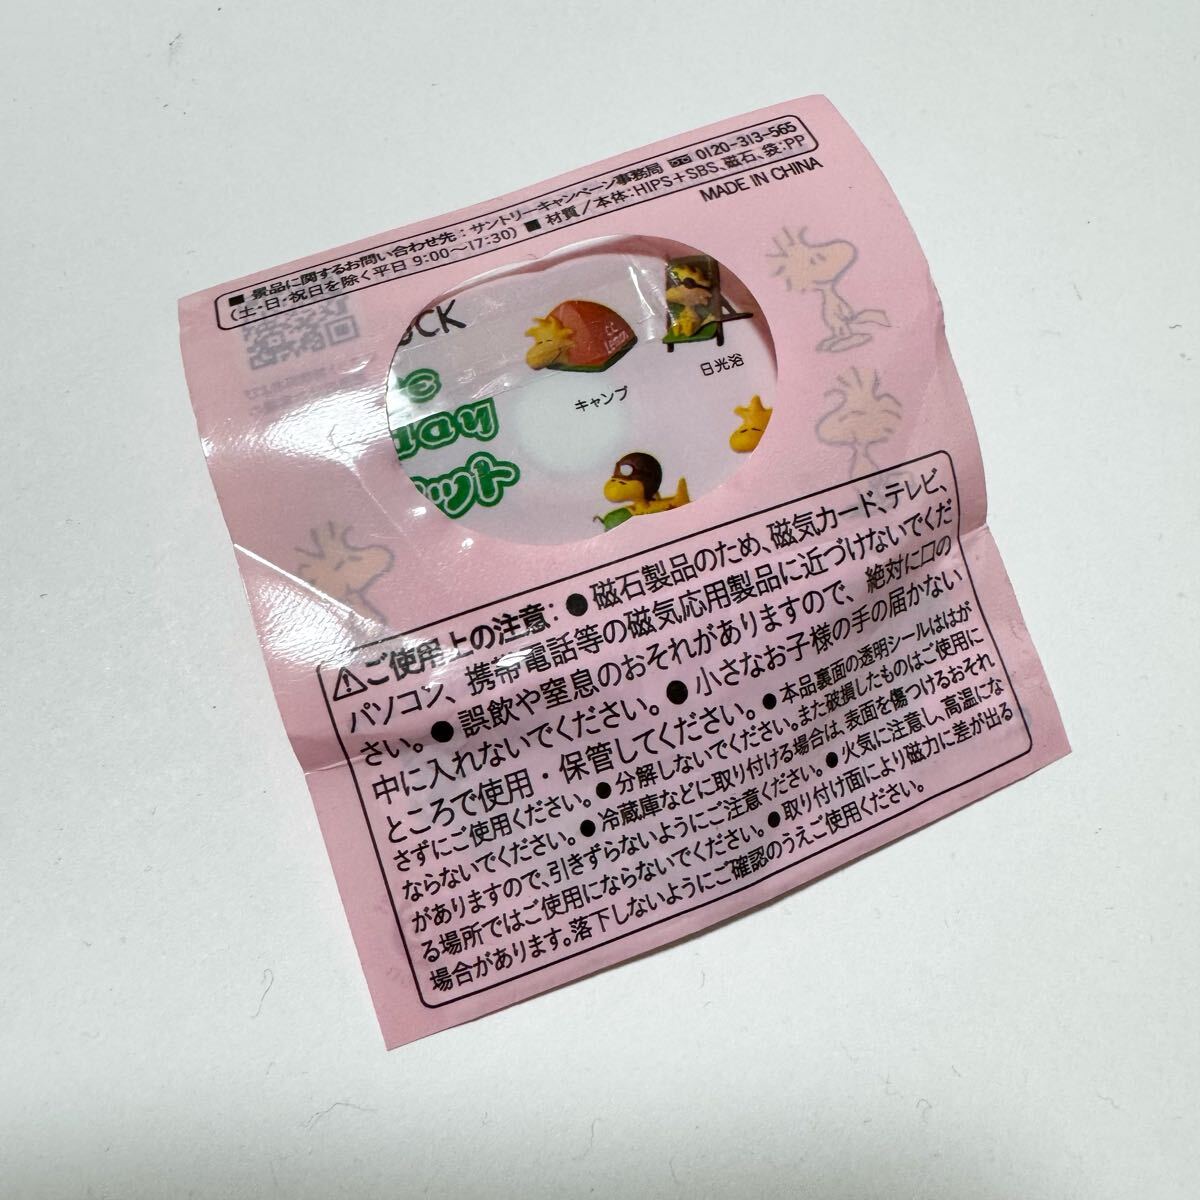 ■ 景品に関するお問い合わせ先：サントリーキャンペーン事務局 0120-313-565
(土・日・祝日を除く平日 9:00〜17:30) ■ 材質／本体：HIPS+SBS、磁石、袋：PP
MADE IN CHINA
CK
C.C.
Lemon
キャンプ
日光浴
day
ット
⚠ご使用上の注意：●磁石製品のため、磁気カード、テレビ、
パソコン、携帯電話等の磁気応用製品に近づけないでくだ
さい。●誤飲や窒息のおそれがありますので、絶対に口の
中に入れないでください。●小さなお子様の手の届かない
ところで使用・保管してください。●本品裏面の透明シールははが
さずにご使用ください。●分解しないでください。また破損したものはご使用に
ならないでください。●冷蔵庫などに取り付ける場合は、表面を傷つけるおそれ
がありますので、引きずらないようにご注意ください。●火気に注意し、高温にな
る場所ではご使用にならないでください。●取り付け面により磁力に差が出る
場合があります。落下しないようにご確認のうえご使用ください。